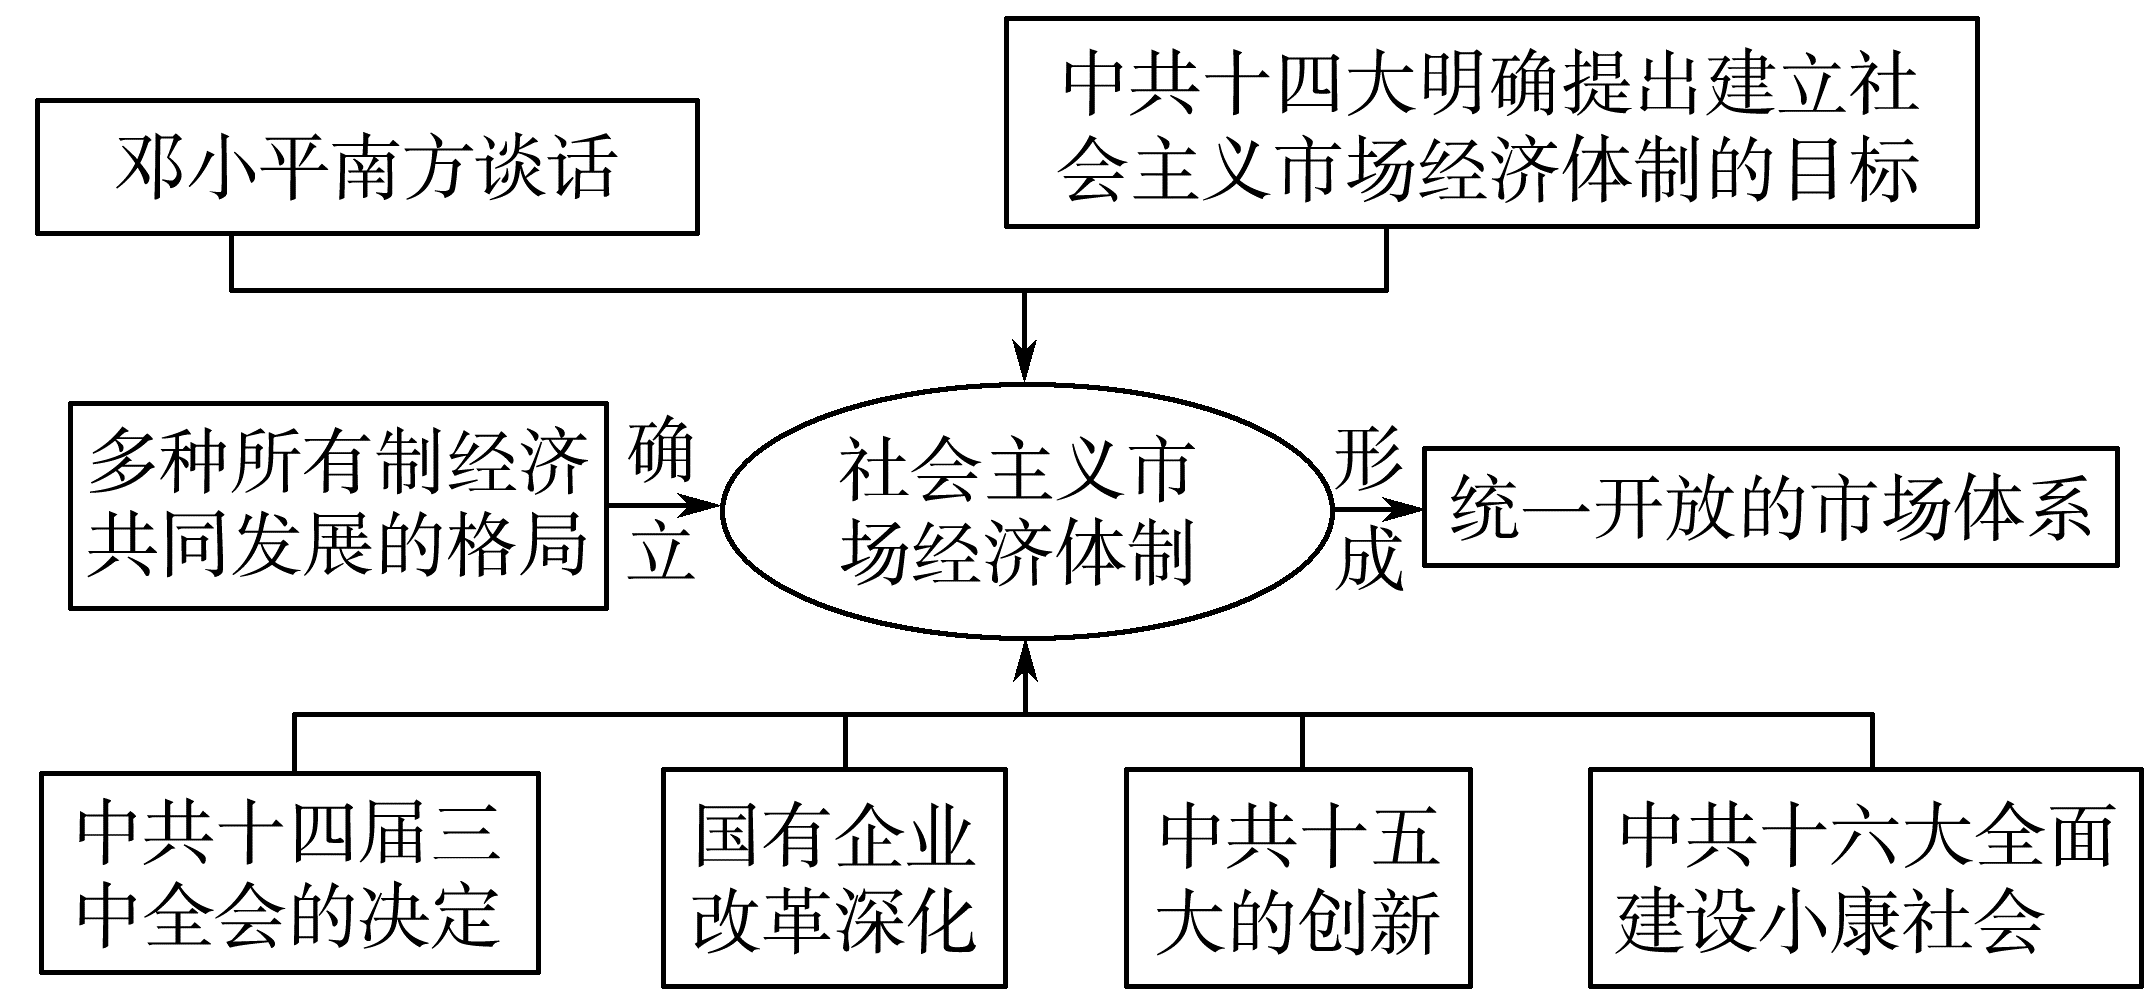 邓小平南方谈话
中共十四大明确提出建立社
会主义市场经济体制的目标
多种所有制经济
共同发展的格局
确
立
社会主义市
场经济体制
形
成
统一开放的市场体系
中共十四届三
中全会的决定
国有企业
改革深化
中共十五
大的创新
中共十六大全面
建设小康社会